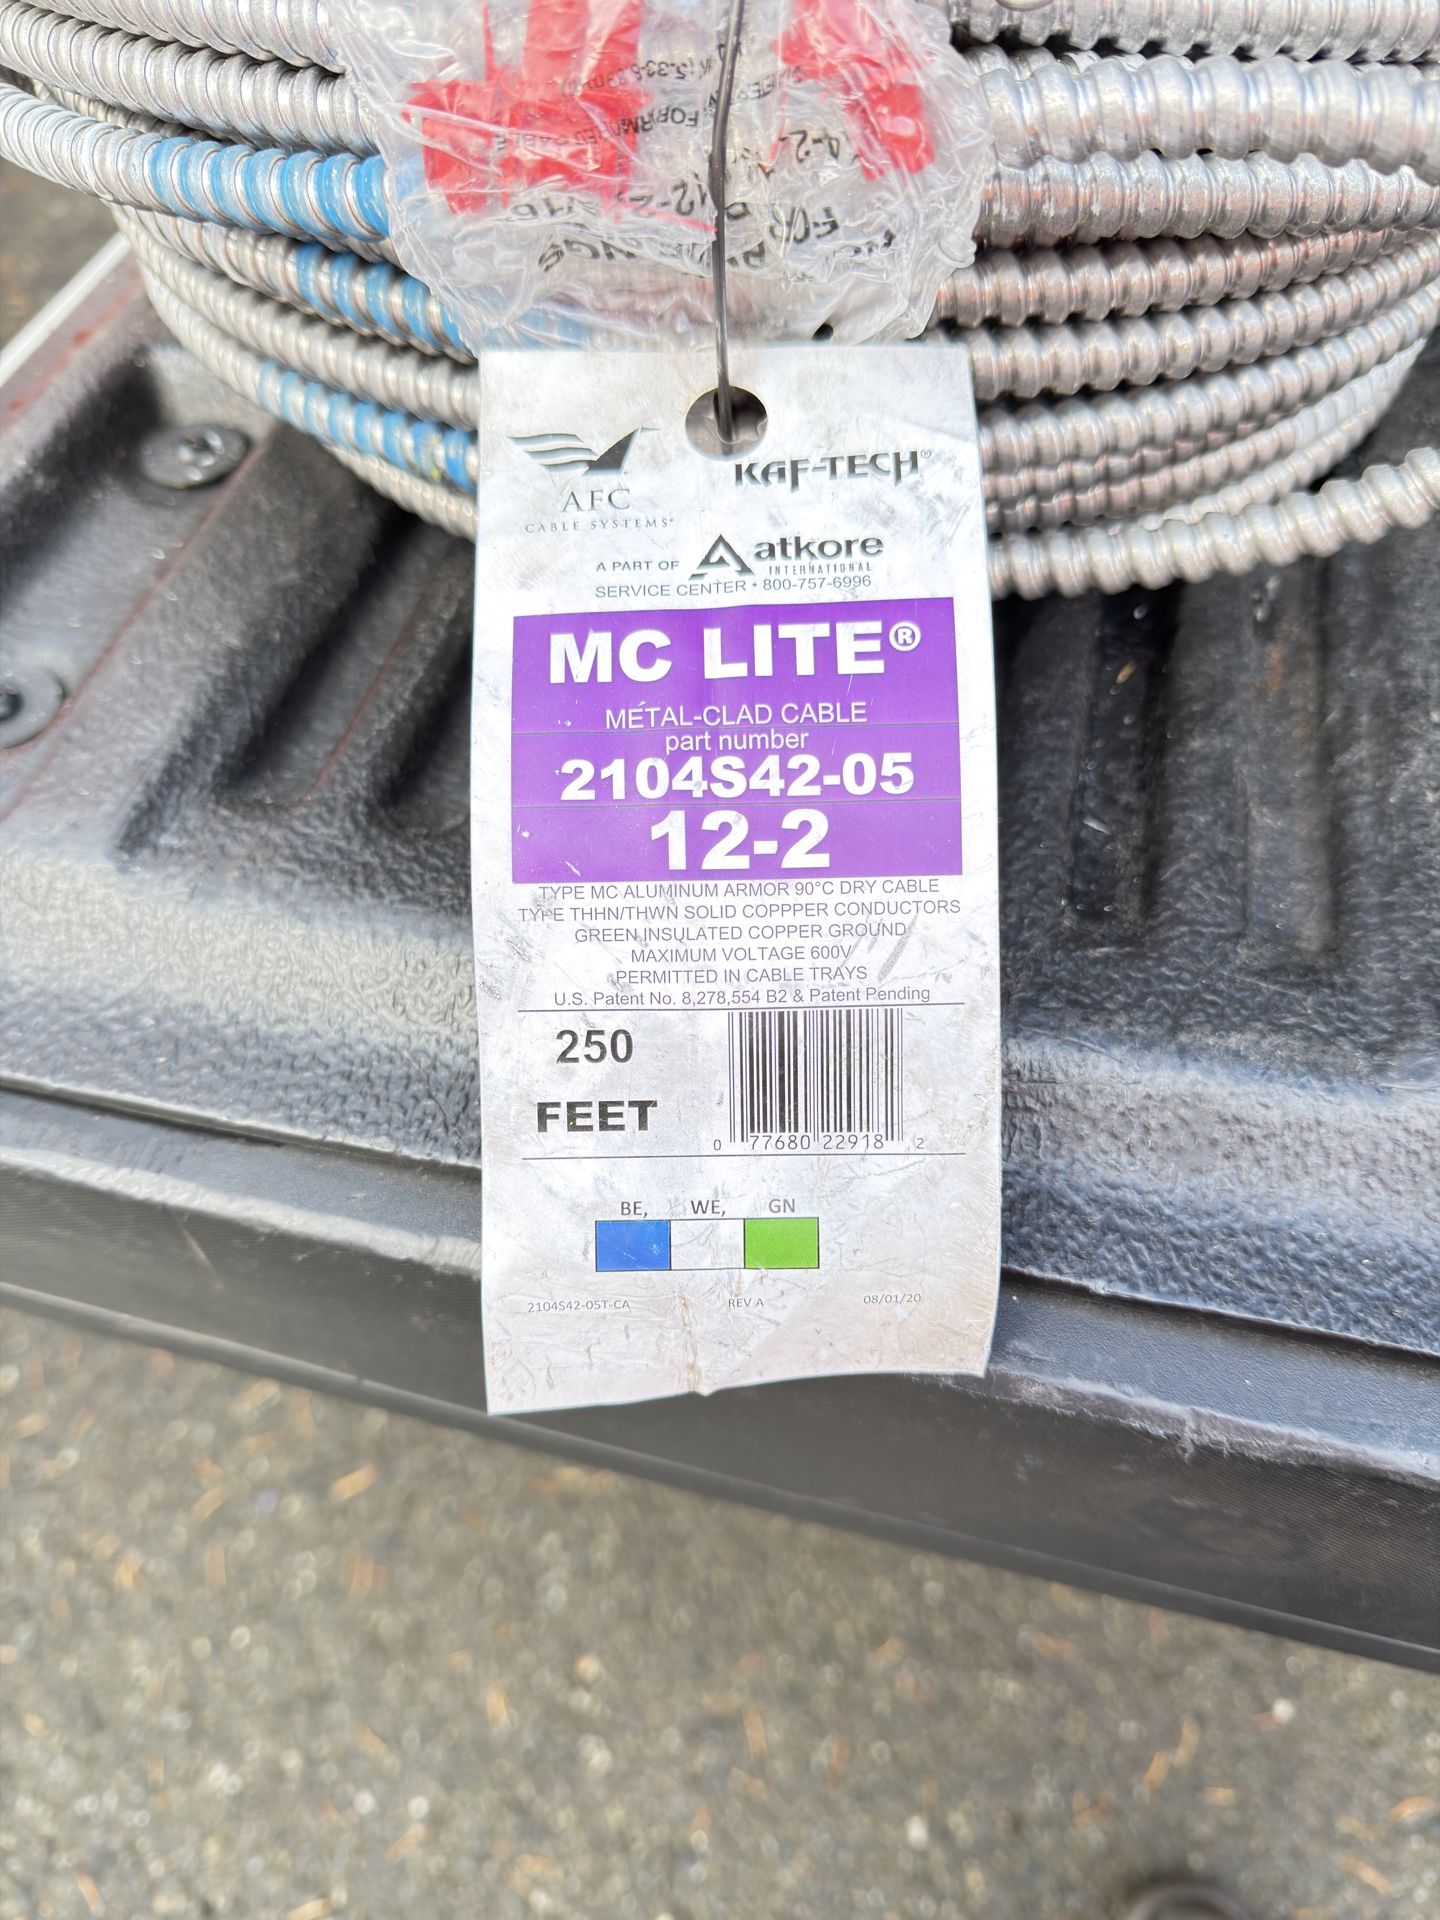 AFC
CABLE SYSTEMS®
KAF-TECH®
A PART OF atkore
INTERNATIONAL
SERVICE CENTER • 800-757-6996
MC LITE®
METAL-CLAD CABLE
part number
2104S42-05
12-2
TYPE MC ALUMINUM ARMOR 90°C DRY CABLE
TYPE THHN/THWN SOLID COPPPER CONDUCTORS
GREEN INSULATED COPPER GROUND
MAXIMUM VOLTAGE 600V
PERMITTED IN CABLE TRAYS
U.S. Patent No. 8,278,554 B2 & Patent Pending
250
FEET
0 77680 22918 2
BE, WE, GN
2104S42-05T-CA REV A 08/01/20